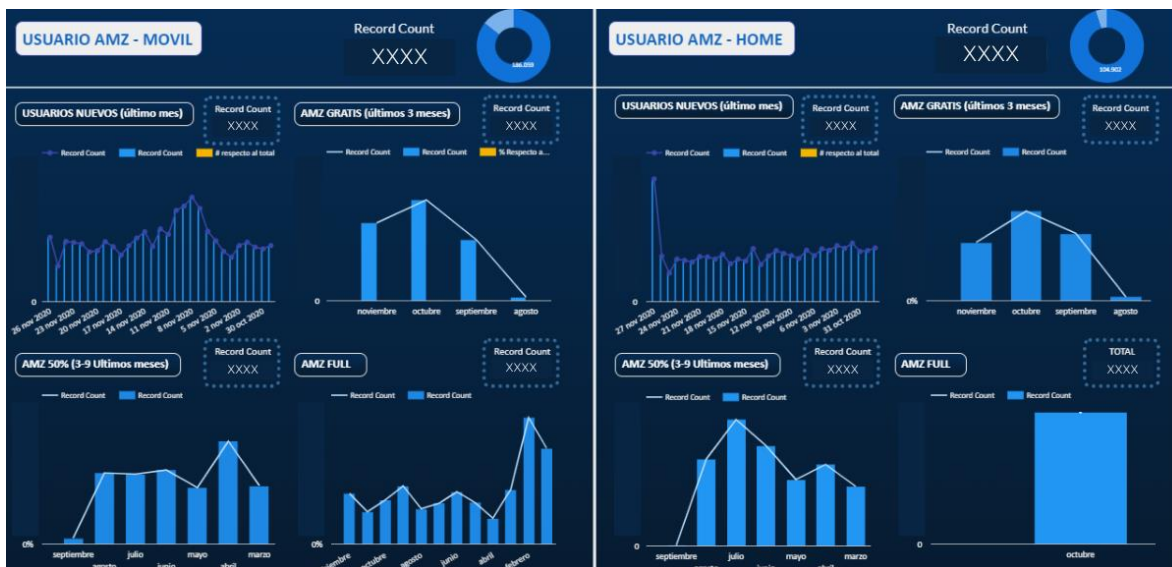 USUARIO AMZ - MOVIL
Record Count
XXXX
186.059
USUARIOS NUEVOS (último mes)
Record Count
XXXX
Record Count Record Count # respecto al total
0
26 nov 2020 23 nov 2020 20 nov 2020 17 nov 2020 14 nov 2020 11 nov 2020 8 nov 2020 5 nov 2020 2 nov 2020 30 oct 2020
AMZ GRATIS (últimos 3 meses)
Record Count
XXXX
Record Count Record Count % Respecto a...
0
noviembre octubre septiembre agosto
AMZ 50% (3-9 Ultimos meses)
Record Count
XXXX
Record Count Record Count
0%
septiembre julio mayo marzo
agosto junio abril
AMZ FULL
Record Count
XXXX
Record Count Record Count
0%
octubre agosto junio abril febrero
USUARIO AMZ - HOME
Record Count
XXXX
104.902
USUARIOS NUEVOS (último mes)
Record Count
XXXX
Record Count Record Count # respecto al total
0
27 nov 2020 24 nov 2020 21 nov 2020 18 nov 2020 15 nov 2020 12 nov 2020 9 nov 2020 6 nov 2020 3 nov 2020 31 oct 2020
AMZ GRATIS (últimos 3 meses)
Record Count
XXXX
Record Count Record Count
0%
noviembre octubre septiembre agosto
AMZ 50% (3-9 Ultimos meses)
Record Count
XXXX
Record Count Record Count
0
septiembre julio mayo marzo
agosto junio abril
AMZ FULL
TOTAL
XXXX
Record Count Record Count
0
octubre